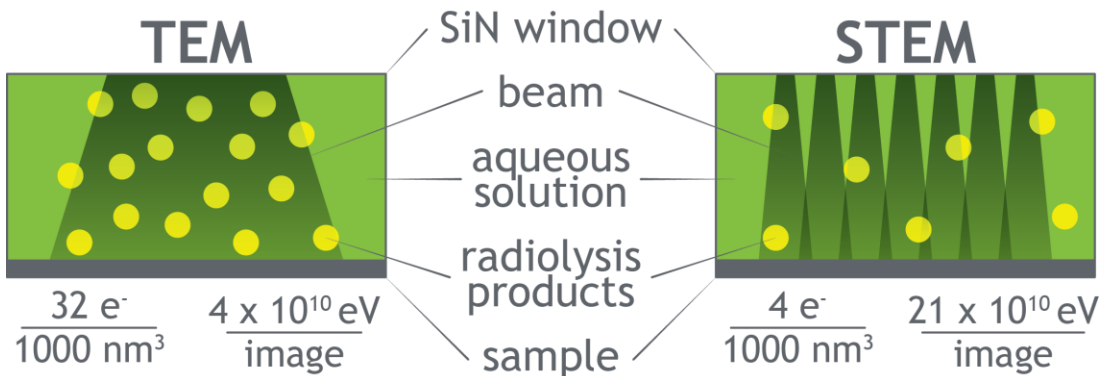 TEM
SiN window
STEM
beam
aqueous
solution
radiolysis
products
sample
32 e⁻
1000 nm³
4 x 10¹⁰ eV
image
4 e⁻
1000 nm³
21 x 10¹⁰ eV
image